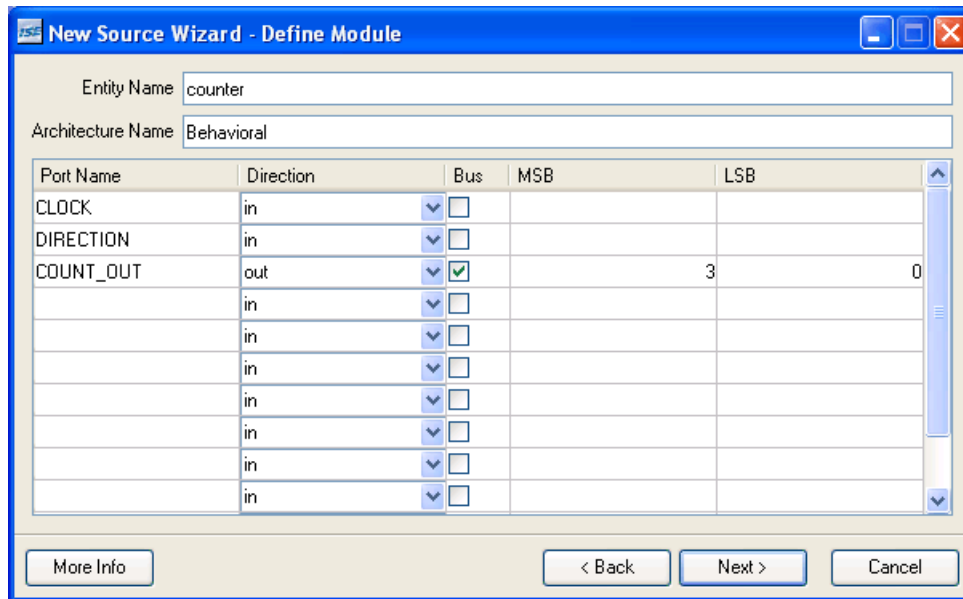 ISE New Source Wizard - Define Module
Entity Name counter
Architecture Name Behavioral
Port Name Direction Bus MSB LSB
CLOCK in
DIRECTION in
COUNT_OUT out 3 0
in
in
in
in
in
in
in
More Info < Back Next > Cancel